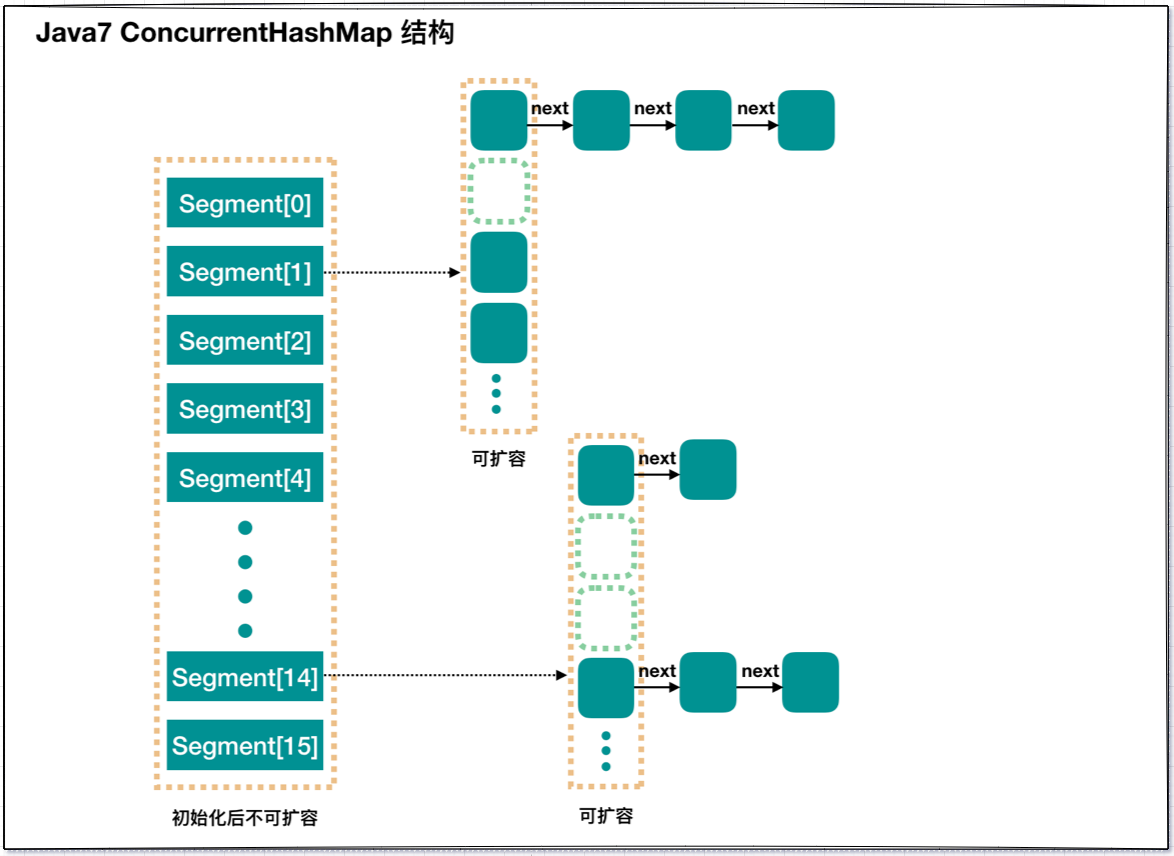 Java7 ConcurrentHashMap 结构
next next next
Segment[0]
Segment[1]
Segment[2]
Segment[3]
Segment[4]
可扩容
next
Segment[14]
next next
Segment[15]
初始化后不可扩容
可扩容